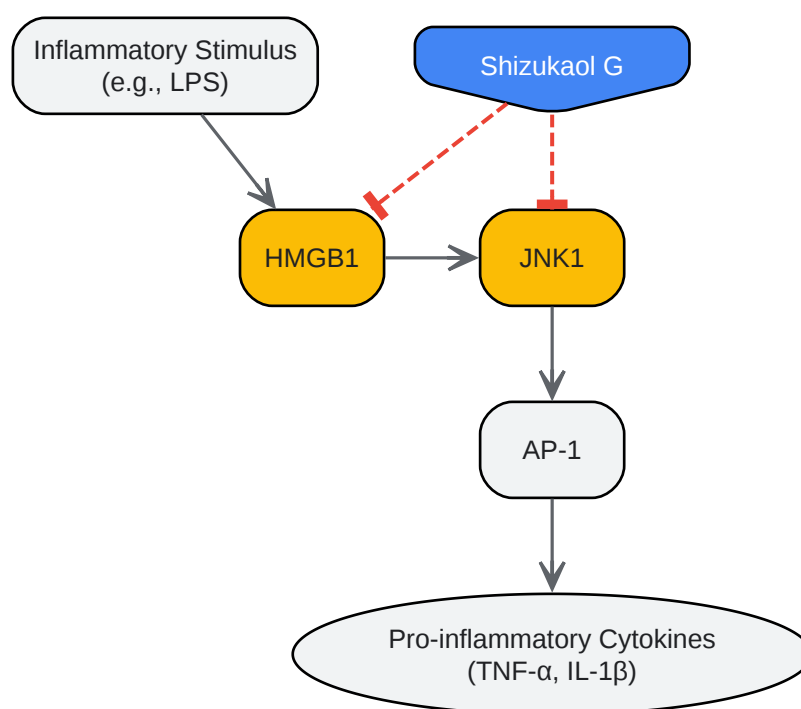 Inflammatory Stimulus
(e.g., LPS)
Shizukaol G
HMGB1
JNK1
AP-1
Pro-inflammatory Cytokines
(TNF-α, IL-1β)